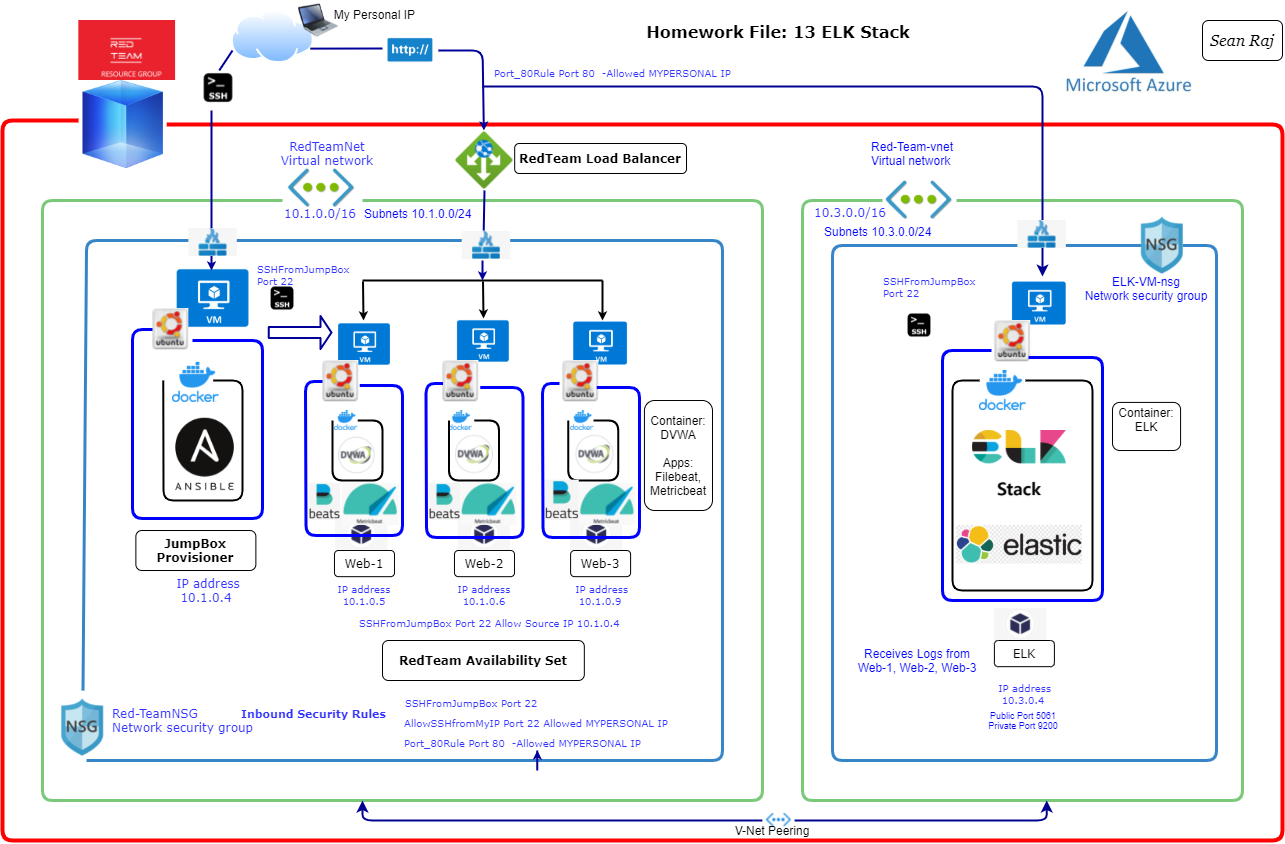 My Personal IP
Homework File: 13 ELK Stack
Sean Raj
RED
TEAM
RESOURCE GROUP
http://
Microsoft Azure
>_
SSH
Port_80Rule Port 80  -Allowed MYPERSONAL IP
RedTeamNet
Virtual network
RedTeam Load Balancer
Red-Team-vnet
Virtual network
10.1.0.0/16
Subnets 10.1.0.0/24
10.3.0.0/16
Subnets 10.3.0.0/24
NSG
ELK-VM-nsg
Network security group
SSHFromJumpBox
Port 22
>_
SSH
VM
SSHFromJumpBox
Port 22
>_
SSH
VM
ubuntu
VM
VM
VM
ubuntu
ubuntu
ubuntu
ubuntu
docker
ANSIBLE
docker
DVWA
beats
Metricbeat
docker
DVWA
beats
Metricbeat
docker
DVWA
beats
Metricbeat
Container:
DVWA
Apps:
Filebeat,
Metricbeat
docker
ELK
Stack
elastic
Container:
ELK
JumpBox
Provisioner
IP address
10.1.0.4
Web-1
Web-2
Web-3
IP address
10.1.0.5
IP address
10.1.0.6
IP address
10.1.0.9
SSHFromJumpBox Port 22 Allow Source IP 10.1.0.4
RedTeam Availability Set
Receives Logs from
Web-1, Web-2, Web-3
ELK
IP address
10.3.0.4
Public Port 5061
Private Port 9200
NSG
Red-TeamNSG
Network security group
Inbound Security Rules
SSHFromJumpBox Port 22
AllowSSHfromMyIP Port 22 Allowed MYPERSONAL IP
Port_80Rule Port 80  -Allowed MYPERSONAL IP
V-Net Peering